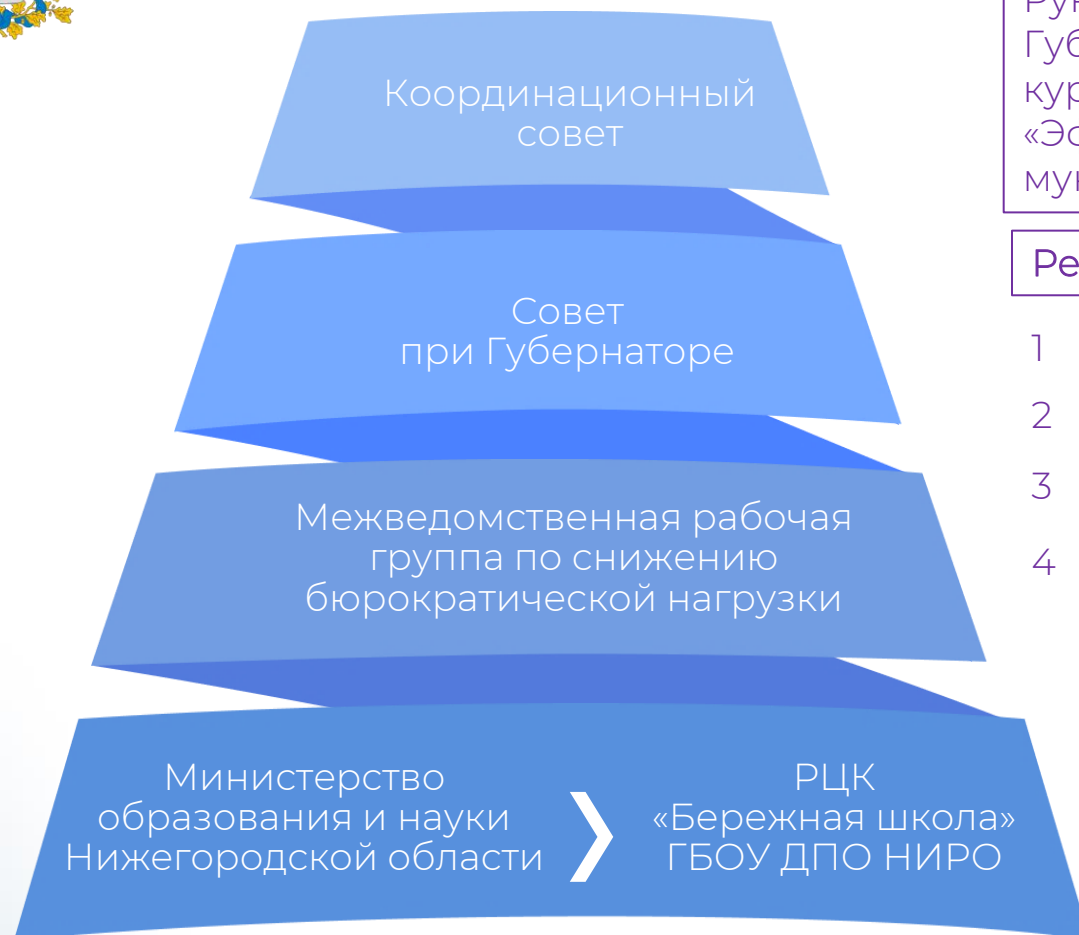 Координационный
совет
Совет
при Губернаторе
Межведомственная рабочая
группа по снижению
бюрократической нагрузки
Министерство
образования и науки
Нижегородской области
РЦК
«Бережная школа»
ГБОУ ДПО НИРО
1
2
3
4